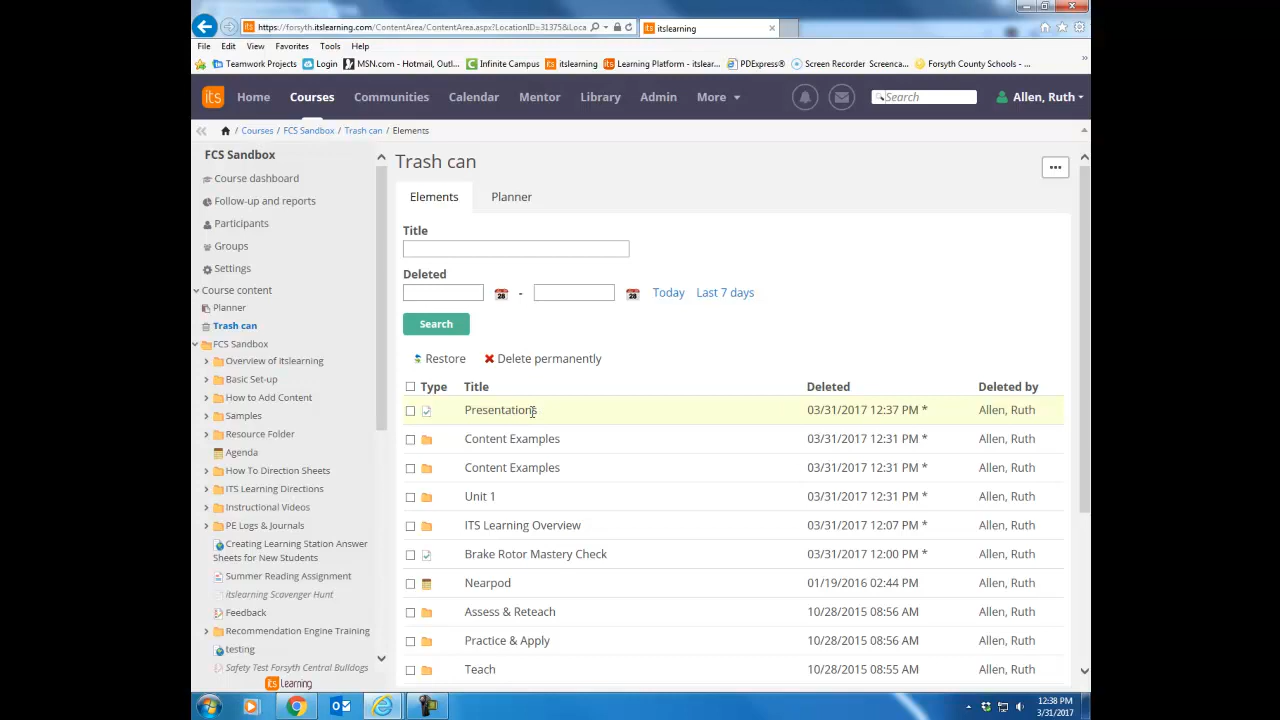 https://forsyth.itslearning.com/ContentArea/ContentArea.aspx?LocationID=31375&Loca
itslearning
File Edit View Favorites Tools Help
Teamwork Projects Login MSN.com - Hotmail, Outl... Infinite Campus itslearning Learning Platform - itslear... PDExpress® Screen Recorder Screenca... Forsyth County Schools - ...
its Home Courses Communities Calendar Mentor Library Admin More Search Allen, Ruth
Courses / FCS Sandbox / Trash can / Elements
FCS Sandbox
Course dashboard
Follow-up and reports
Participants
Groups
Settings
Course content
Planner
Trash can
FCS Sandbox
Overview of Itslearning
Basic Set-up
How to Add Content
Samples
Resource Folder
Agenda
How To Direction Sheets
ITS Learning Directions
Instructional Videos
PE Logs & Journals
Creating Learning Station Answer
Sheets for New Students
Summer Reading Assignment
itslearning Scavenger Hunt
Feedback
Recommendation Engine Training
testing
Safety Test Forsyth Central Bulldogs
its Learning
Trash can
Elements Planner
Title
Deleted
28 - 28 Today Last 7 days
Search
Restore Delete permanently
Type Title Deleted Deleted by
Presentations 03/31/2017 12:37 PM * Allen, Ruth
Content Examples 03/31/2017 12:31 PM * Allen, Ruth
Content Examples 03/31/2017 12:31 PM * Allen, Ruth
Unit 1 03/31/2017 12:31 PM * Allen, Ruth
ITS Learning Overview 03/31/2017 12:07 PM * Allen, Ruth
Brake Rotor Mastery Check 03/31/2017 12:00 PM * Allen, Ruth
Nearpod 01/19/2016 02:44 PM Allen, Ruth
Assess & Reteach 10/28/2015 08:56 AM Allen, Ruth
Practice & Apply 10/28/2015 08:56 AM Allen, Ruth
Teach 10/28/2015 08:55 AM Allen, Ruth
12:38 PM
3/31/2017